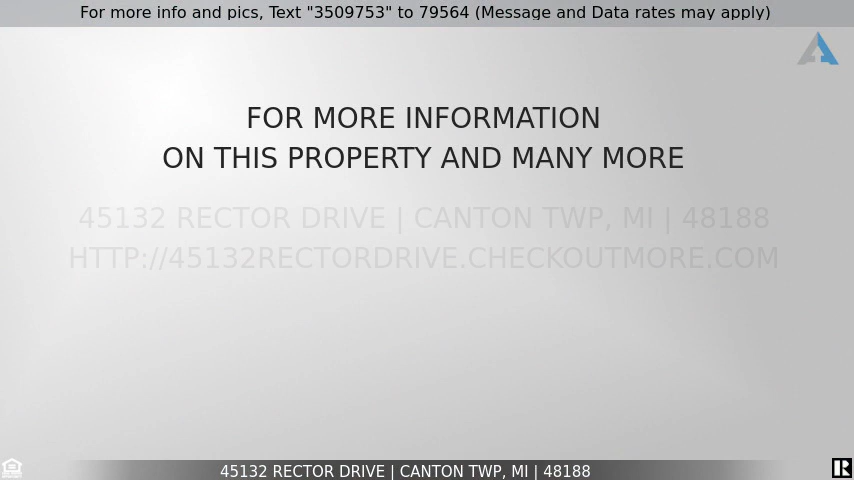 For more info and pics, Text "3509753" to 79564 (Message and Data rates may apply)
FOR MORE INFORMATION
ON THIS PROPERTY AND MANY MORE
45132 RECTOR DRIVE | CANTON TWP, MI | 48188
HTTP://45132RECTORDRIVE.CHECKOUTMORE.COM
45132 RECTOR DRIVE | CANTON TWP, MI | 48188